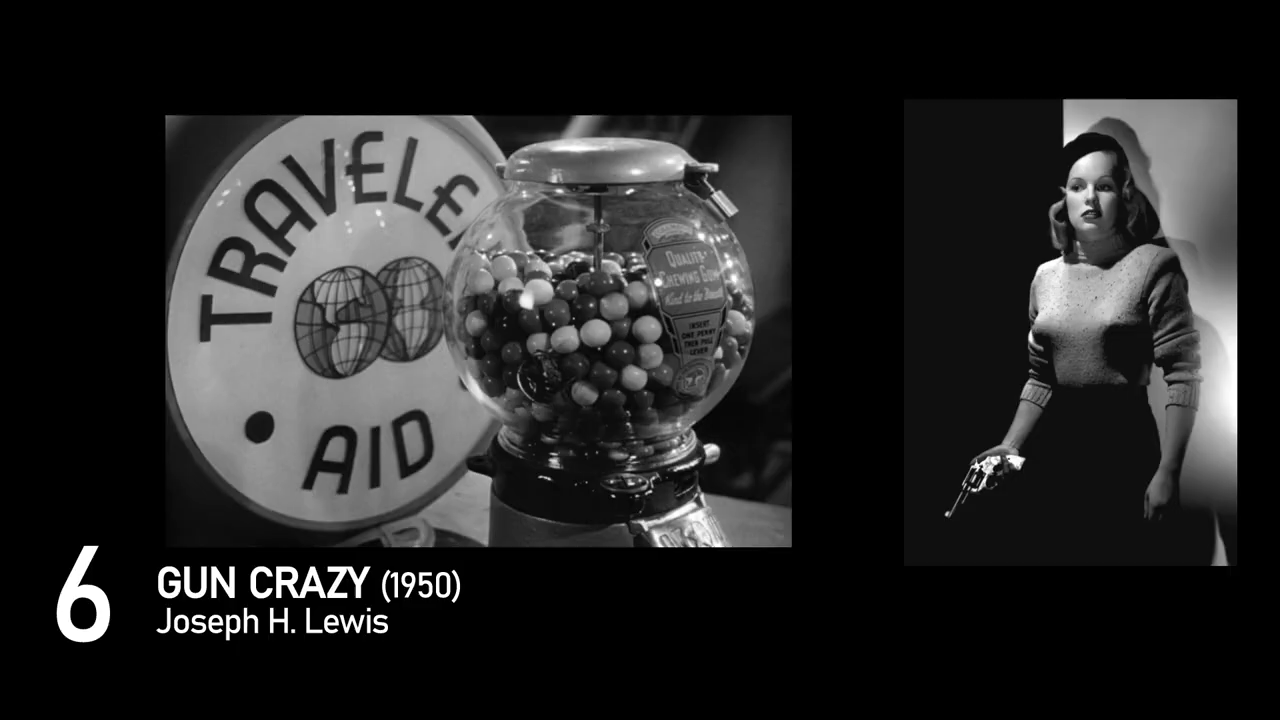 TRAVELE
AID
QUALITY
CHEWING GUM
INSERT
ONE PENNY
THEN PULL
LEVER
6
GUN CRAZY (1950)
Joseph H. Lewis